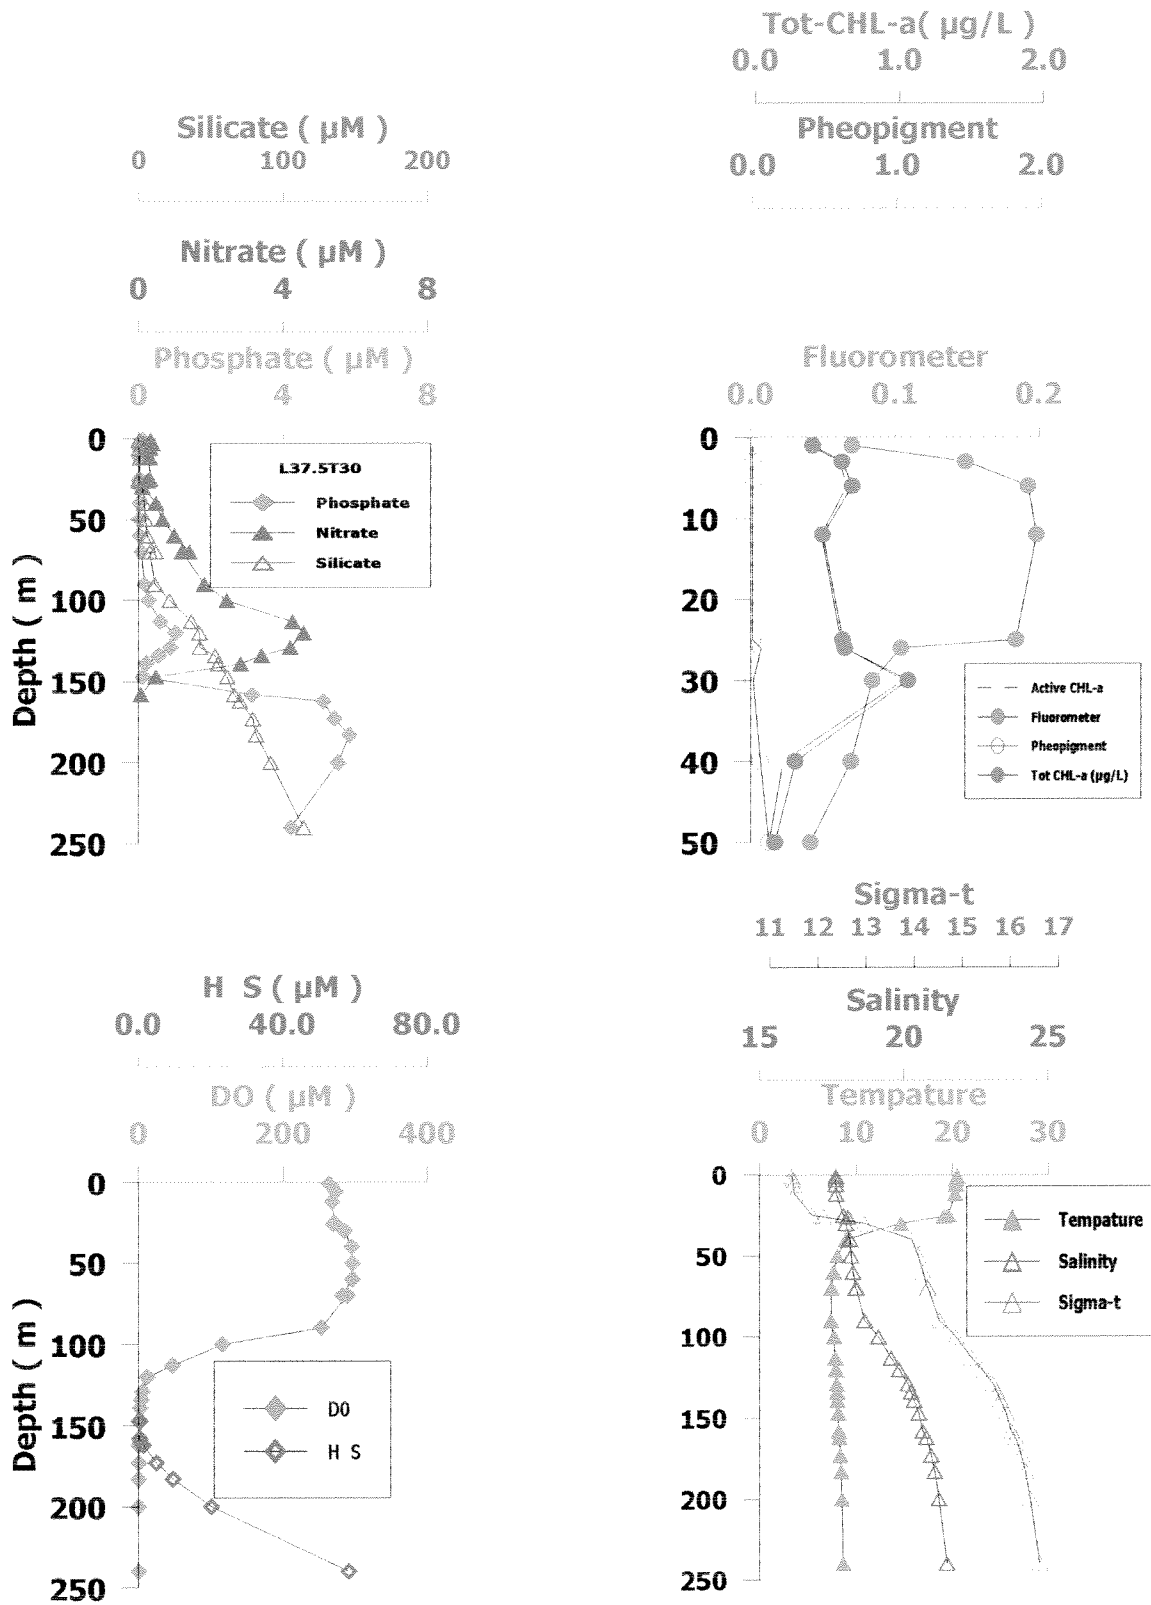 Silicate ( µM )
0 100 200
Nitrate ( µM )
0 4 8
Phosphate ( µM )
0 4 8
0
50
100
150
200
250
Depth ( m )
L37.5T30
Phosphate
Nitrate
Silicate
Tot-CHL-a( µg/L )
0.0 1.0 2.0
Pheopigment
0.0 1.0 2.0
Fluorometer
0.0 0.1 0.2
0
10
20
30
40
50
Active CHL-a
Fluorometer
Pheopigment
Tot CHL-a (µg/L)
H S ( µM )
0.0 40.0 80.0
DO ( µM )
0 200 400
0
50
100
150
200
250
Depth ( m )
DO
H S
Sigma-t
11 12 13 14 15 16 17
Salinity
15 20 25
Tempature
0 10 20 30
0
50
100
150
200
250
Tempature
Salinity
Sigma-t